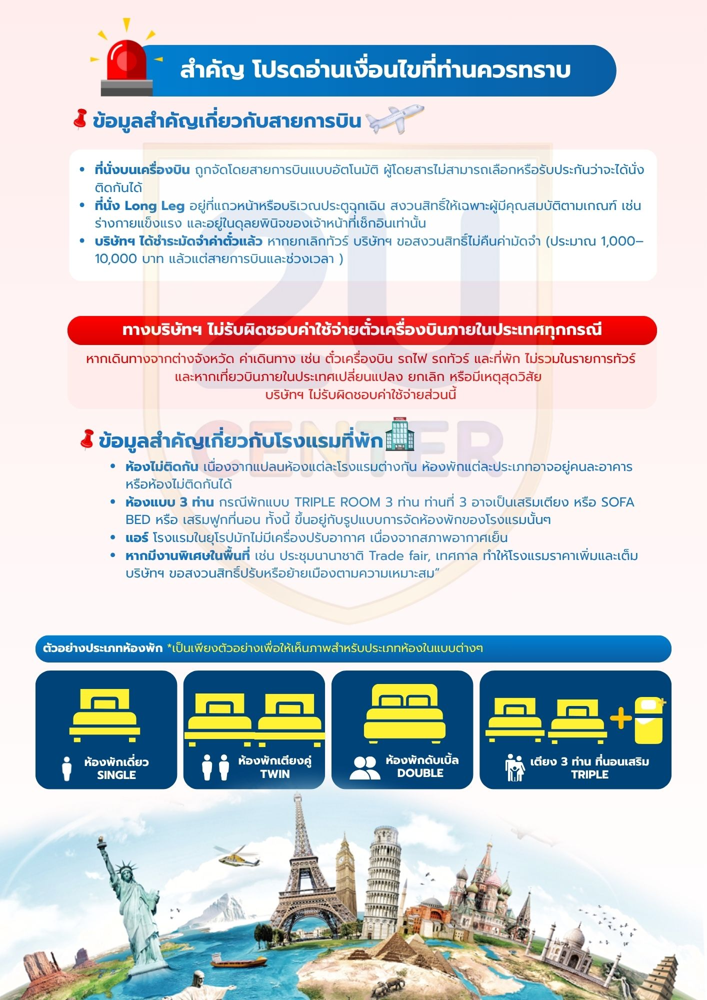 สำคัญ โปรดอ่านเงื่อนไขที่ท่านควรทราบ
ข้อมูลสำคัญเกี่ยวกับสายการบิน
• ที่นั่งบนเครื่องบิน ถูกจัดโดยสายการบินแบบอัตโนมัติ ผู้โดยสารไม่สามารถเลือกหรือรับประกันว่าจะได้นั่ง
ติดกันได้
• ที่นั่ง Long Leg อยู่ที่แถวหน้าหรือบริเวณประตูฉุกเฉิน สงวนสิทธิ์ให้เฉพาะผู้มีคุณสมบัติตามเกณฑ์ เช่น
ร่างกายแข็งแรง และอยู่ในดุลยพินิจของเจ้าหน้าที่เช็กอินเท่านั้น
• บริษัทฯ ได้ชำระมัดจำค่าตั๋วแล้ว หากยกเลิกทัวร์ บริษัทฯ ขอสงวนสิทธิ์ไม่คืนค่ามัดจำ (ประมาณ 1,000–
10,000 บาท แล้วแต่สายการบินและช่วงเวลา )
ทางบริษัทฯ ไม่รับผิดชอบค่าใช้จ่ายตั๋วเครื่องบินภายในประเทศทุกกรณี
หากเดินทางจากต่างจังหวัด ค่าเดินทาง เช่น ตั๋วเครื่องบิน รถไฟ รถทัวร์ และที่พัก ไม่รวมในรายการทัวร์
และหากเที่ยวบินภายในประเทศเปลี่ยนแปลง ยกเลิก หรือมีเหตุสุดวิสัย
บริษัทฯ ไม่รับผิดชอบค่าใช้จ่ายส่วนนี้
2U
CENTER
HOTEL
ข้อมูลสำคัญเกี่ยวกับโรงแรมที่พัก
• ห้องไม่ติดกัน เนื่องจากแปลนห้องแต่ละโรงแรมต่างกัน ห้องพักแต่ละประเภทอาจอยู่คนละอาคาร
หรือห้องไม่ติดกันได้
• ห้องแบบ 3 ท่าน กรณีพักแบบ TRIPLE ROOM 3 ท่าน ท่านที่ 3 อาจเป็นเสริมเตียง หรือ SOFA
BED หรือ เสริมฟูกที่นอน ทั้งนี้ ขึ้นอยู่กับรูปแบบการจัดห้องพักของโรงแรมนั้นๆ
• แอร์ โรงแรมในยุโรปมักไม่มีเครื่องปรับอากาศ เนื่องจากสภาพอากาศเย็น
• หากมีงานพิเศษในพื้นที่ เช่น ประชุมนานาชาติ Trade fair, เทศกาล ทำให้โรงแรมราคาเพิ่มและเต็ม
บริษัทฯ ขอสงวนสิทธิ์ปรับหรือย้ายเมืองตามความเหมาะสม”
ตัวอย่างประเภทห้องพัก *เป็นเพียงตัวอย่างเพื่อให้เห็นภาพสำหรับประเภทห้องในแบบต่างๆ
ห้องพักเดี่ยว
SINGLE
ห้องพักเตียงคู่
TWIN
ห้องพักดับเบิ้ล
DOUBLE
เตียง 3 ท่าน ที่นอนเสริม
TRIPLE